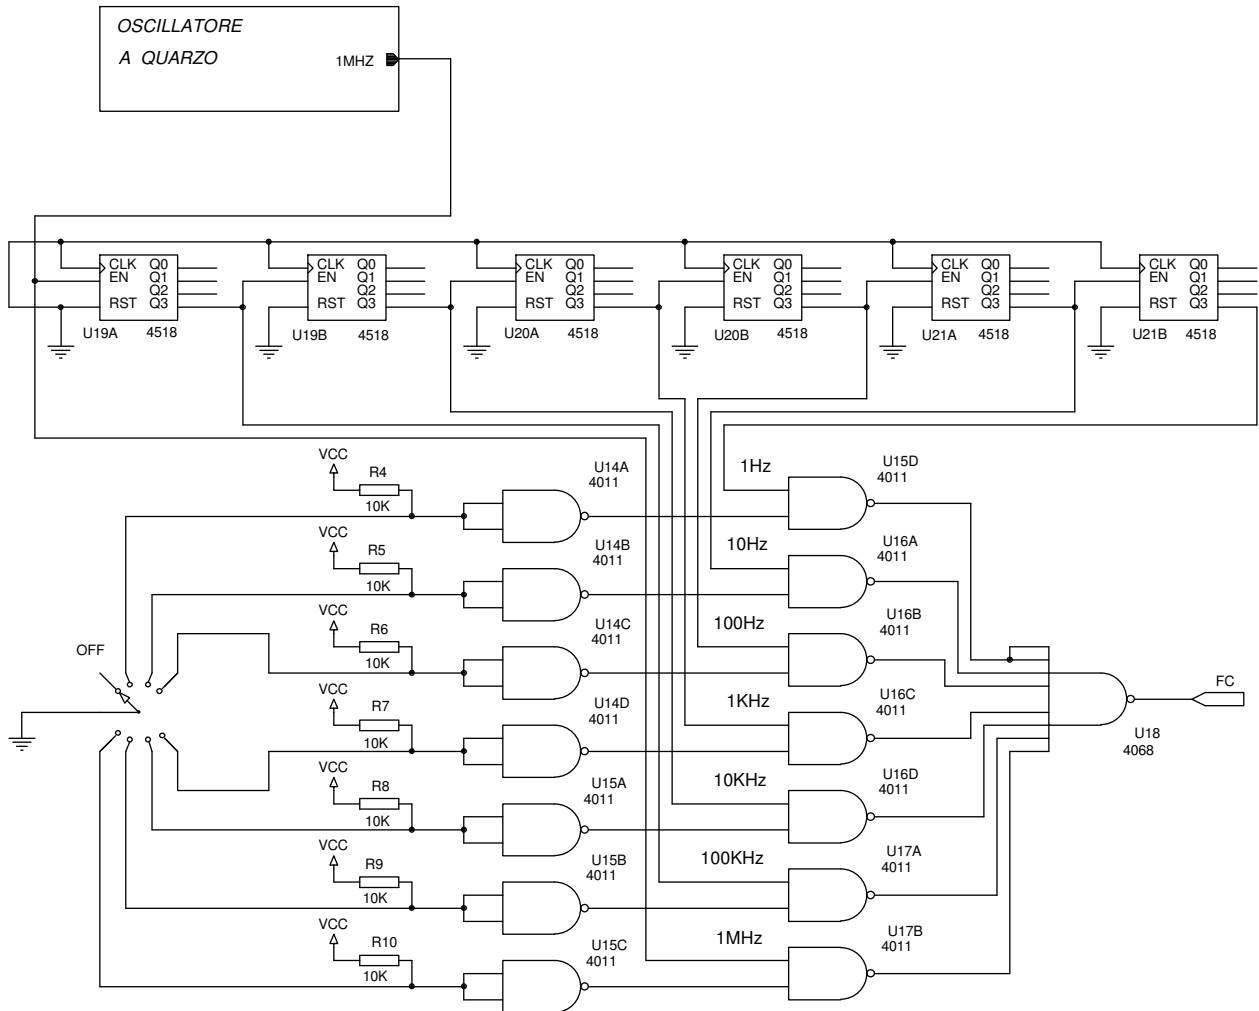 OSCILLATORE
A QUARZO
1MHZ
CLK Q0
EN Q1
Q2
RST Q3
U19A 4518
CLK Q0
EN Q1
Q2
RST Q3
U19B 4518
CLK Q0
EN Q1
Q2
RST Q3
U20A 4518
CLK Q0
EN Q1
Q2
RST Q3
U20B 4518
CLK Q0
EN Q1
Q2
RST Q3
U21A 4518
CLK Q0
EN Q1
Q2
RST Q3
U21B 4518
VCC
R4
10K
U14A
4011
1Hz
U15D
4011
VCC
R5
10K
U14B
4011
10Hz
U16A
4011
VCC
R6
10K
U14C
4011
100Hz
U16B
4011
OFF
VCC
R7
10K
U14D
4011
1KHz
U16C
4011
FC
U18
4068
VCC
R8
10K
U15A
4011
10KHz
U16D
4011
VCC
R9
10K
U15B
4011
100KHz
U17A
4011
VCC
R10
10K
U15C
4011
1MHz
U17B
4011